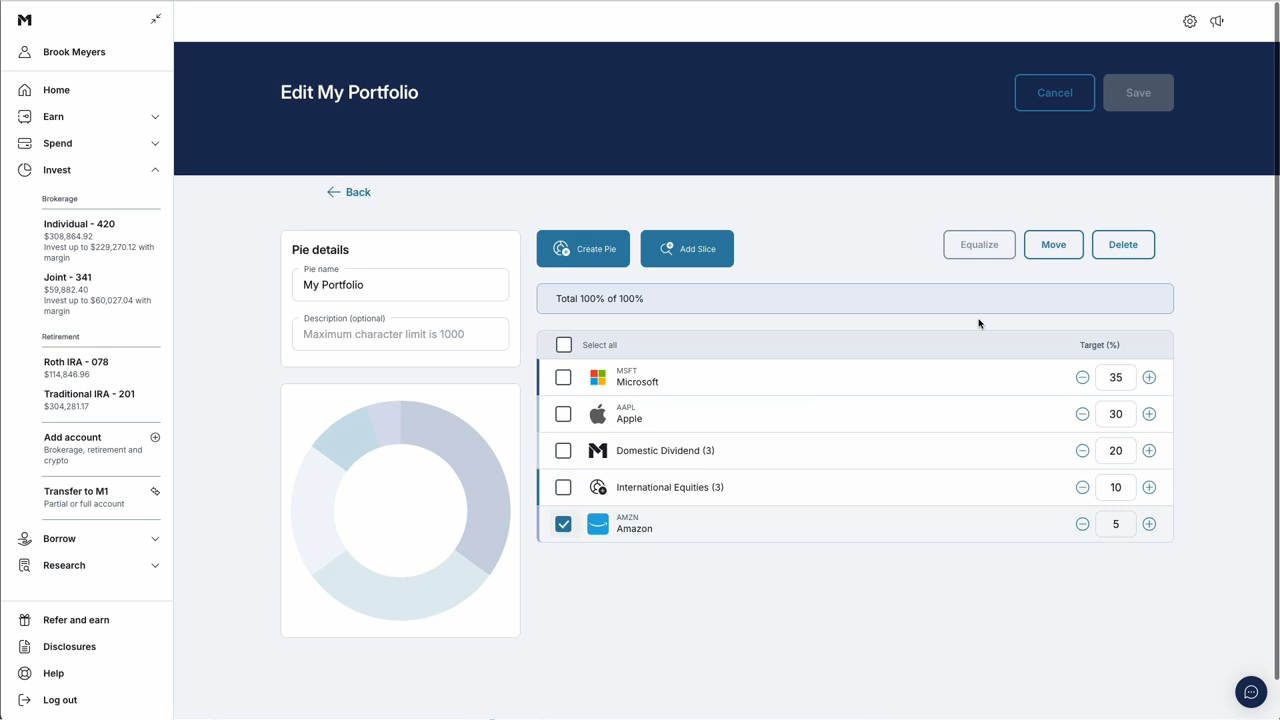 Brook Meyers
Home
Earn
Spend
Invest
Brokerage
Individual - 420
$308,864.92
Invest up to $229,270.12 with
margin
Joint - 341
$59,882.40
Invest up to $60,027.04 with
margin
Retirement
Roth IRA - 078
$114,846.96
Traditional IRA - 201
$304,281.17
Add account
Brokerage, retirement and
crypto
Transfer to M1
Partial or full account
Borrow
Research
Refer and earn
Disclosures
Help
Log out
Edit My Portfolio
Cancel
Save
Back
Pie details
Pie name
My Portfolio
Description (optional)
Maximum character limit is 1000
Create Pie
Add Slice
Equalize
Move
Delete
Total 100% of 100%
Select all
Target (%)
MSFT
Microsoft
35
AAPL
Apple
30
Domestic Dividend (3)
20
International Equities (3)
10
AMZN
Amazon
5